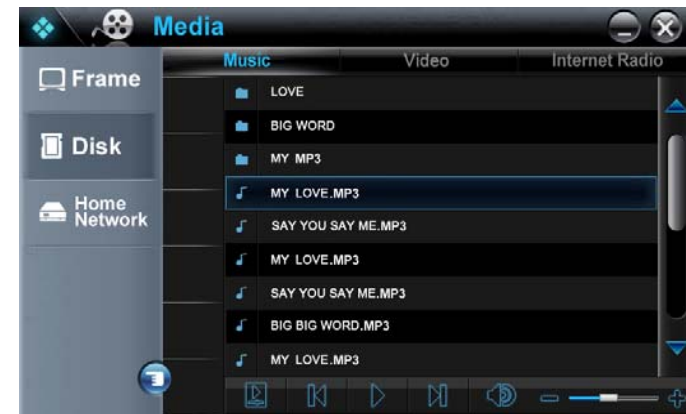 Media
Music Video Internet Radio
Frame
Disk
Home
Network
LOVE
BIG WORD
MY MP3
MY LOVE.MP3
SAY YOU SAY ME.MP3
MY LOVE.MP3
SAY YOU SAY ME.MP3
BIG BIG WORD.MP3
MY LOVE.MP3